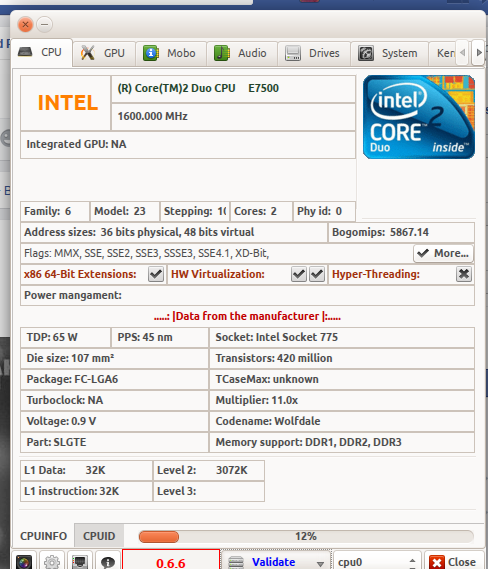 CPU GPU Mobo Audio Drives System Ker
INTEL
(R) Core(TM)2 Duo CPU E7500
1600.000 MHz
Integrated GPU: NA
intel
CORE 2
Duo inside™
Family: 6 Model: 23 Stepping: 10 Cores: 2 Phy id: 0
Address sizes: 36 bits physical, 48 bits virtual Bogomips: 5867.14
Flags: MMX, SSE, SSE2, SSE3, SSSE3, SSE4.1, XD-Bit, More...
x86 64-Bit Extensions: HW Virtualization: Hyper-Threading:
Power mangament:
.....: |Data from the manufacturer |:.....
TDP: 65 W PPS: 45 nm Socket: Intel Socket 775
Die size: 107 mm² Transistors: 420 million
Package: FC-LGA6 TCaseMax: unknown
Turboclock: NA Multiplier: 11.0x
Voltage: 0.9 V Codename: Wolfdale
Part: SLGTE Memory support: DDR1, DDR2, DDR3
L1 Data: 32K Level 2: 3072K
L1 instruction: 32K Level 3:
CPUINFO CPUID 12%
0.6.6 Validate cpu0 Close